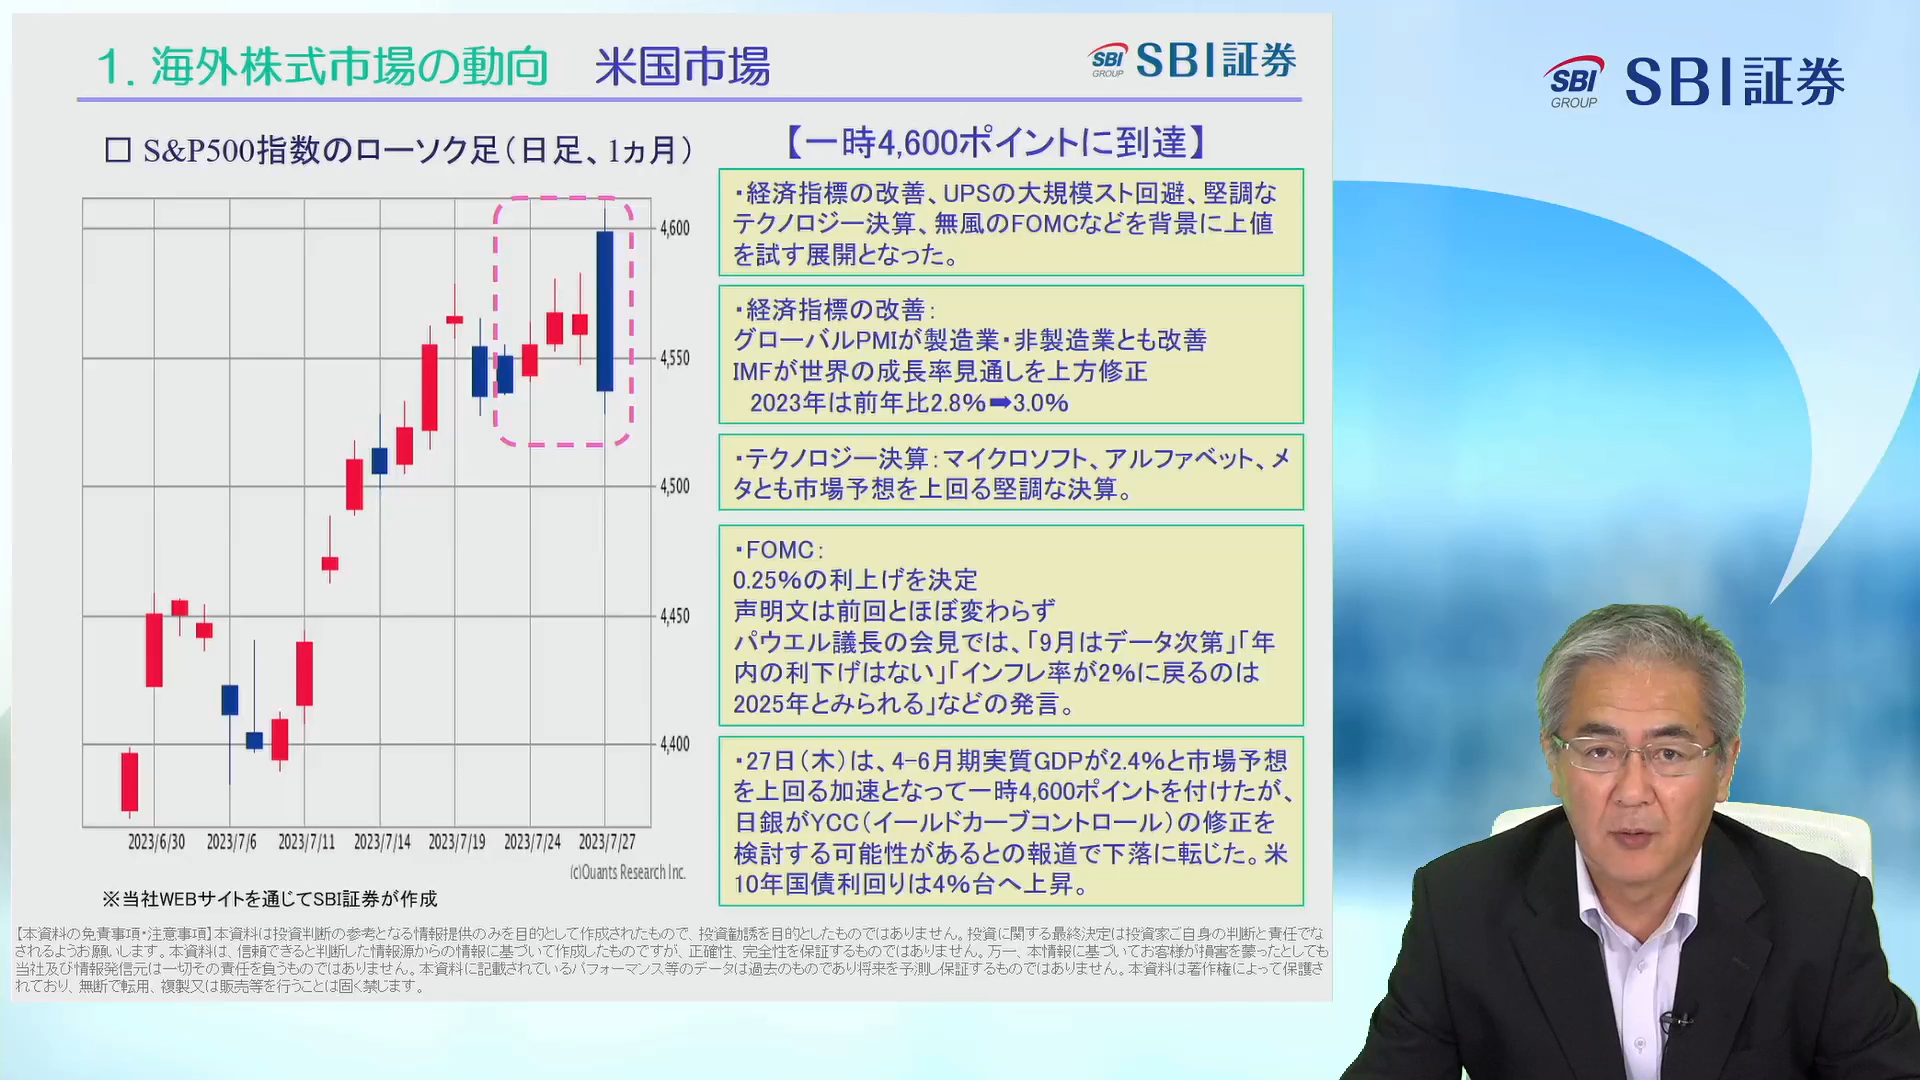 1. 海外株式市場の動向　米国市場
SBI
GROUP
SBI証券
SBI
GROUP
SBI証券
□ S&P500指数のローソク足（日足、1ヵ月）
4,600
4,550
4,500
4,450
4,400
2023/6/30 2023/7/6 2023/7/11 2023/7/14 2023/7/19 2023/7/24 2023/7/27
(c)Quants Research Inc.
※当社WEBサイトを通じてSBI証券が作成
【一時4,600ポイントに到達】
・経済指標の改善、UPSの大規模スト回避、堅調な
テクノロジー決算、無風のFOMCなどを背景に上値
を試す展開となった。
・経済指標の改善：
グローバルPMIが製造業・非製造業とも改善
IMFが世界の成長率見通しを上方修正
2023年は前年比2.8%➡3.0%
・テクノロジー決算：マイクロソフト、アルファベット、メ
タとも市場予想を上回る堅調な決算。
・FOMC：
0.25%の利上げを決定
声明文は前回とほぼ変わらず
パウエル議長の会見では、「9月はデータ次第」「年
内の利下げはない」「インフレ率が2%に戻るのは
2025年とみられる」などの発言。
・27日（木）は、4-6月期実質GDPが2.4%と市場予想
を上回る加速となって一時4,600ポイントを付けたが、
日銀がYCC（イールドカーブコントロール）の修正を
検討する可能性があるとの報道で下落に転じた。米
10年国債利回りは4%台へ上昇。
【本資料の免責事項・注意事項】本資料は投資判断の参考となる情報提供のみを目的として作成されたもので、投資勧誘を目的としたものではありません。投資に関する最終決定は投資家ご自身の判断と責任でな
されるようお願いします。本資料は、信頼できると判断した情報源からの情報に基づいて作成したものですが、正確性、完全性を保証するものではありません。万一、本情報に基づいてお客様が損害を蒙ったとしても
当社及び情報発信元は一切その責任を負うものではありません。本資料に記載されているパフォーマンス等のデータは過去のものであり将来を予測し保証するものではありません。本資料は著作権によって保護さ
れており、無断で転用、複製又は販売等を行うことは固く禁じます。